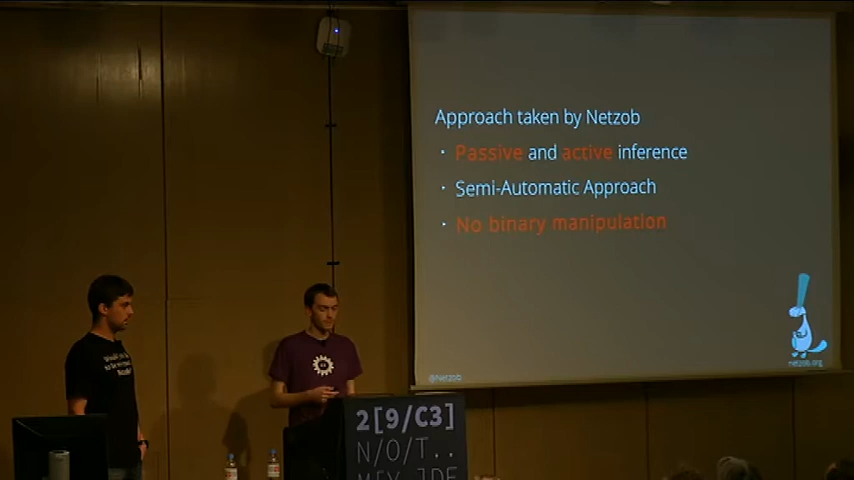 Approach taken by Netzob
· Passive and active inference
· Semi-Automatic Approach
· No binary manipulation
@Netzob
netzob.org
2[9/C3]
N/O/T..